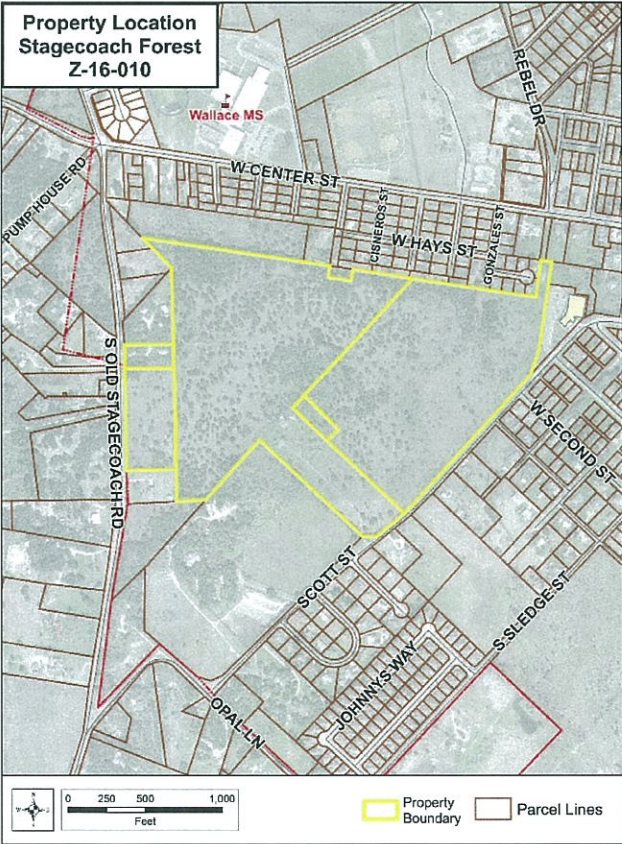 Property Location
Stagecoach Forest
Z-16-010
Wallace MS
REBEL DR
PUMP HOUSE RD
W CENTER ST
CISNEROS ST
W HAYS ST
GONZALES ST
S OLD STAGECOACH RD
W SECOND ST
SCOTT ST
S SLEDGE ST
JOHNNYS WAY
OPAL LN
N
W
E
S
0 250 500 1,000
Feet
Property
Boundary
Parcel Lines